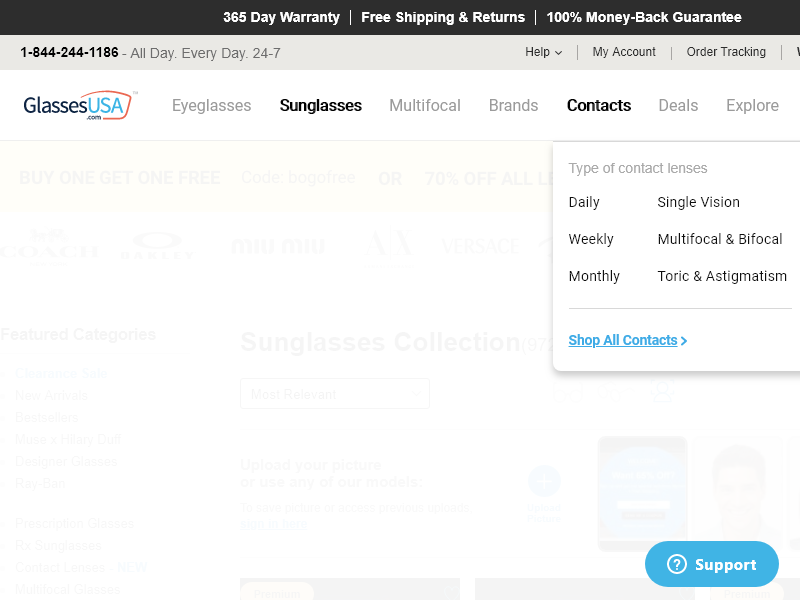 365 Day Warranty | Free Shipping & Returns | 100% Money-Back Guarantee
1-844-244-1186 - All Day. Every Day. 24-7
Help My Account Order Tracking
GlassesUSA.com
Eyeglasses Sunglasses Multifocal Brands Contacts Deals Explore
BUY ONE GET ONE FREE Code: bogofree OR 70% OFF ALL
Type of contact lenses
Daily Single Vision
Weekly Multifocal & Bifocal
Monthly Toric & Astigmatism
Shop All Contacts >
COACH OAKLEY miu miu A|X VERSACE
Featured Categories
Clearance Sale
New Arrivals
Bestsellers
Muse x Hilary Duff
Designer Glasses
Ray-Ban
Prescription Glasses
Rx Sunglasses
Contact Lenses - NEW
Multifocal Glasses
Sunglasses Collection
Most Relevant
Upload your picture
or use any of our models:
To save picture or access previous uploads,
sign in here
Upload
Photo
Premium
Premium
Support